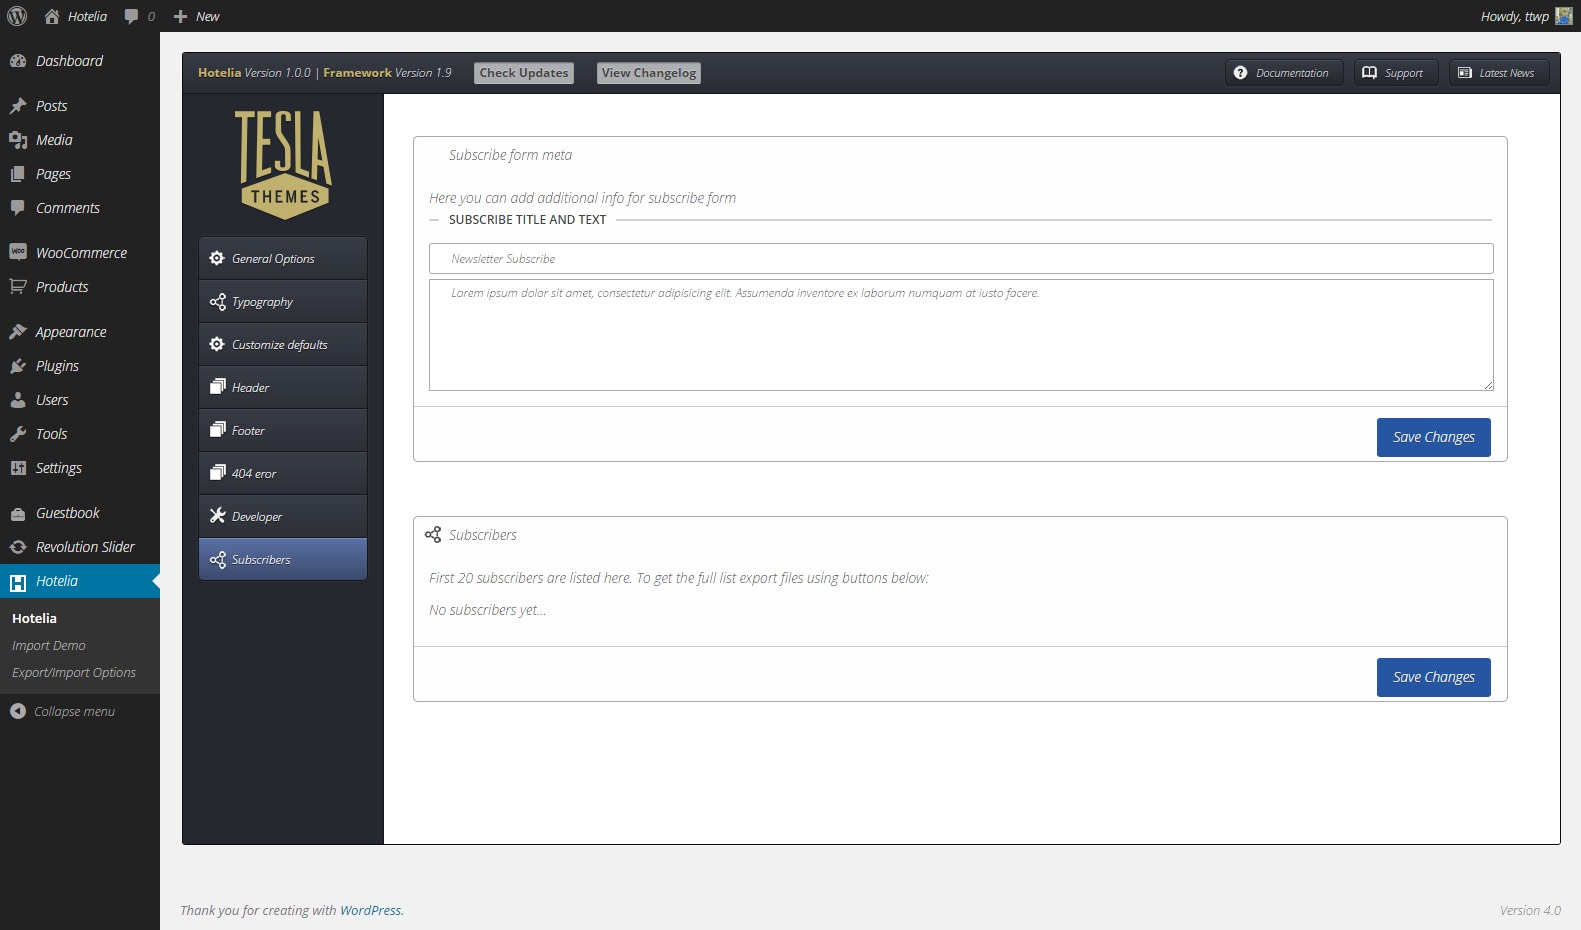 Hotelia
0
New
Howdy, ttwp
Dashboard
Posts
Media
Pages
Comments
WooCommerce
Products
Appearance
Plugins
Users
Tools
Settings
Guestbook
Revolution Slider
Hotelia
Hotelia
Import Demo
Export/Import Options
Collapse menu
Hotelia Version 1.0.0 | Framework Version 1.9
Check Updates
View Changelog
Documentation
Support
Latest News
TESLA
THEMES
General Options
Typography
Customize defaults
Header
Footer
404 eror
Developer
Subscribers
Subscribe form meta
Here you can add additional info for subscribe form
SUBSCRIBE TITLE AND TEXT
Newsletter Subscribe
Lorem ipsum dolor sit amet, consectetur adipisicing elit. Assumenda inventore ex laborum numquam at iusto facere.
Save Changes
Subscribers
First 20 subscribers are listed here. To get the full list export files using buttons below:
No subscribers yet...
Save Changes
Thank you for creating with WordPress.
Version 4.0